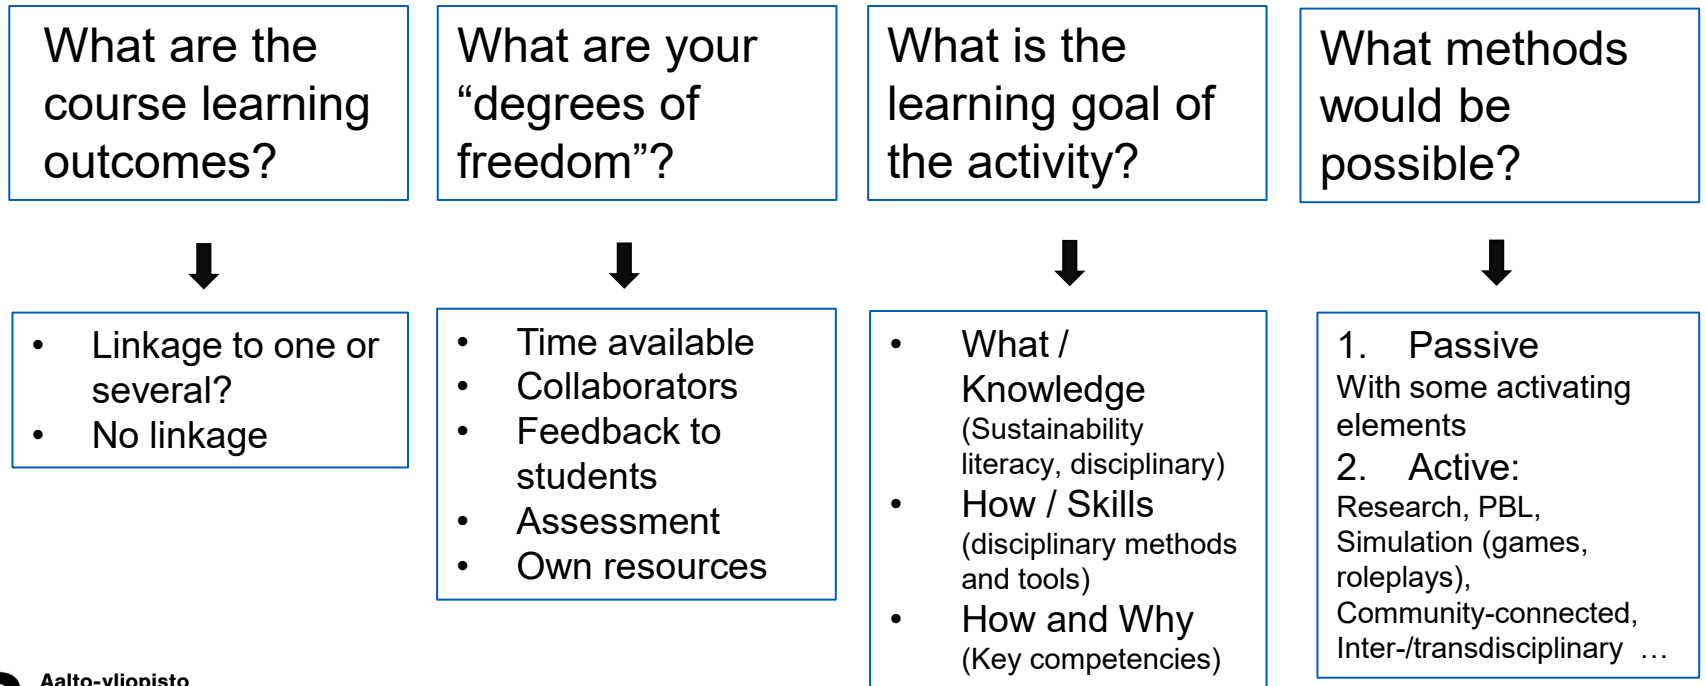 What are the
course learning
outcomes?
What are your
“degrees of
freedom”?
What is the
learning goal of
the activity?
What methods
would be
possible?
• Linkage to one or
several?
• No linkage
• Time available
• Collaborators
• Feedback to
students
• Assessment
• Own resources
• What /
Knowledge
(Sustainability
literacy, disciplinary)
• How / Skills
(disciplinary methods
and tools)
• How and Why
(Key competencies)
1. Passive
With some activating
elements
2. Active:
Research, PBL,
Simulation (games,
roleplays),
Community-connected,
Inter-/transdisciplinary …
Aalto-yliopisto